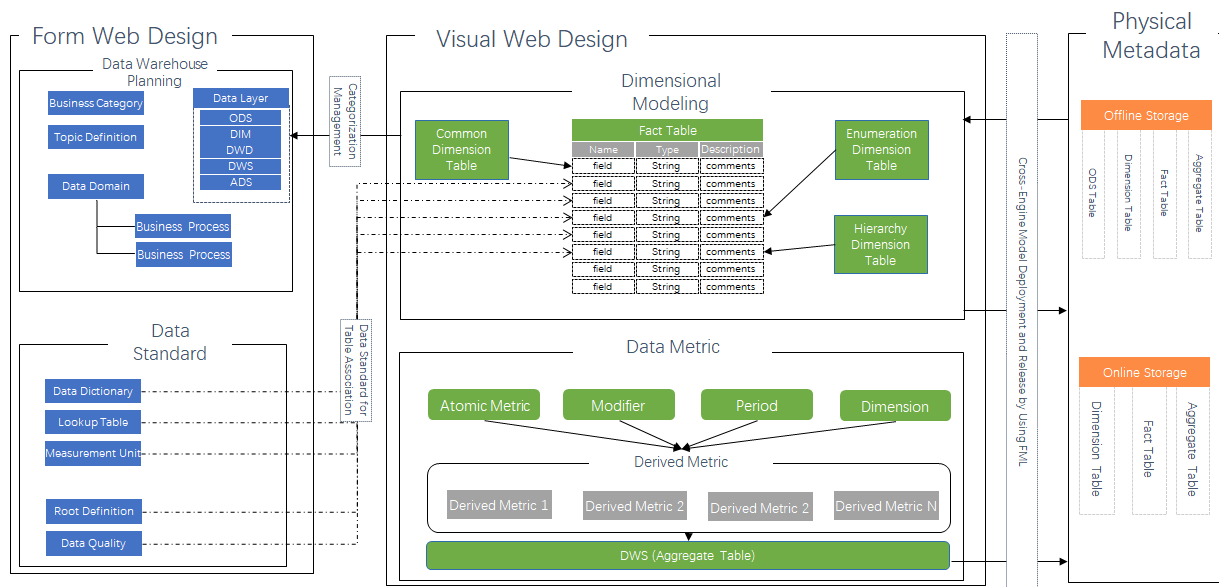 Form Web Design
Data Warehouse
Planning
Business Category
Topic Definition
Data Domain
Business Process
Business Process
Data Layer
ODS
DIM
DWD
DWS
ADS
Data
Standard
Data Dictionary
Lookup Table
Measurement Unit
Root Definition
Data Quality
Categorization
Management
Data Standard for
Table Association
Visual Web Design
Dimensional
Modeling
Common
Dimension
Table
Fact Table
Name Type Description
field String comments
field String comments
field String comments
field String comments
field String comments
field String comments
field String comments
field String comments
Enumeration
Dimension
Table
Hierarchy
Dimension
Table
Data Metric
Atomic Metric
Modifier
Period
Dimension
Derived Metric
Derived Metric 1
Derived Metric 2
Derived Metric 2
Derived Metric N
DWS (Aggregate Table)
Cross-Engine Model Deployment and Release by Using FML
Physical
Metadata
Offline Storage
ODS Table
Dimension Table
Fact Table
Aggregate Table
Online Storage
Dimension Table
Fact Table
Aggregate Table